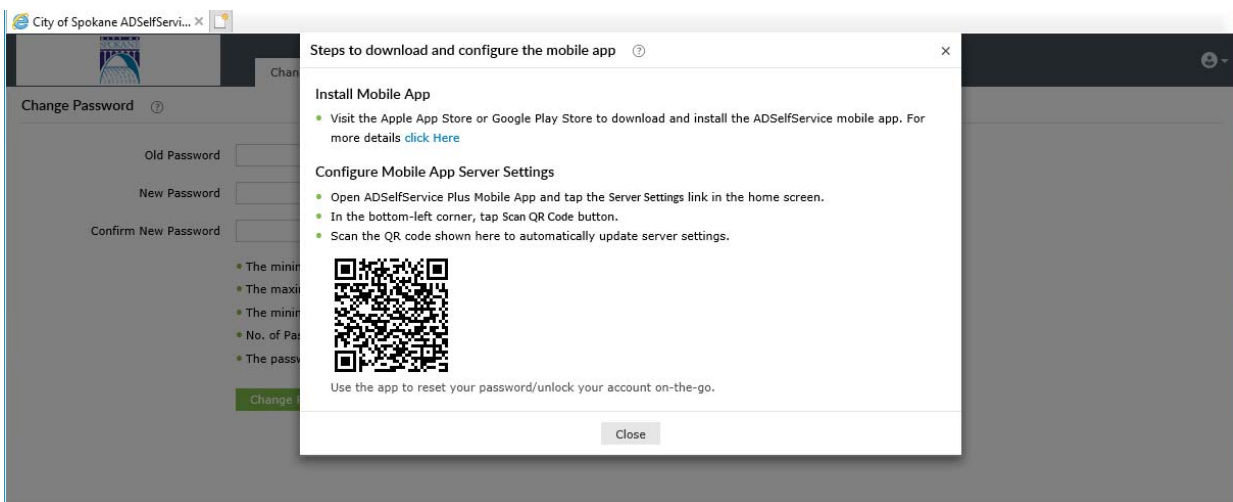 City of Spokane ADSelfServi...
Steps to download and configure the mobile app
Chan
Change Password
Install Mobile App
• Visit the Apple App Store or Google Play Store to download and install the ADSelfService mobile app. For
more details click Here
Old Password
Configure Mobile App Server Settings
New Password
• Open ADSelfService Plus Mobile App and tap the Server Settings link in the home screen.
• In the bottom-left corner, tap Scan QR Code button.
Confirm New Password
• Scan the QR code shown here to automatically update server settings.
• The minin
• The maxi
• The minin
• No. of Pas
• The passw
Use the app to reset your password/unlock your account on-the-go.
Change
Close